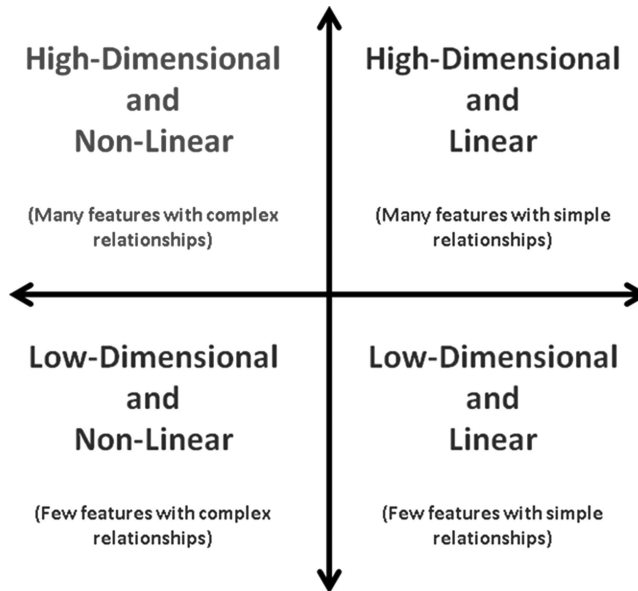 High-Dimensional
and
Non-Linear
(Many features with complex
relationships)
High-Dimensional
and
Linear
(Many features with simple
relationships)
Low-Dimensional
and
Non-Linear
(Few features with complex
relationships)
Low-Dimensional
and
Linear
(Few features with simple
relationships)